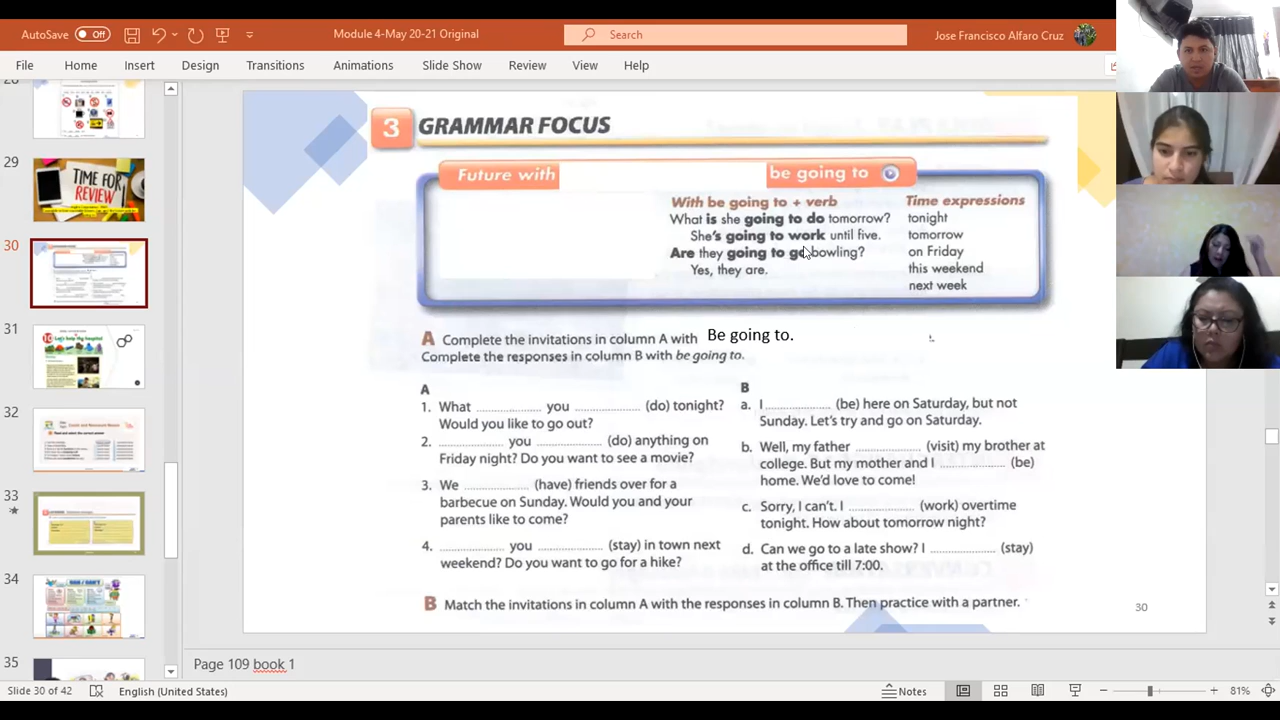 AutoSave Off
Module 4-May 20-21 Original
Search
Jose Francisco Alfaro Cruz
File Home Insert Design Transitions Animations Slide Show Review View Help
28
29
TIME FOR
REVIEW
30
31
32
33
34
35
3 GRAMMAR FOCUS
Future with be going to
With be going to + verb
What is she going to do tomorrow?
She's going to work until five.
Are they going to go bowling?
Yes, they are.
Time expressions
tonight
tomorrow
on Friday
this weekend
next week
A Complete the invitations in column A with Be going to.
Complete the responses in column B with be going to.
A
1. What ............... you ............... (do) tonight?
Would you like to go out?
2. ............... you ............... (do) anything on
Friday night? Do you want to see a movie?
3. We ............... (have) friends over for a
barbecue on Sunday. Would you and your
parents like to come?
4. ............... you ............... (stay) in town next
weekend? Do you want to go for a hike?
B
a. I ............... (be) here on Saturday, but not
Sunday. Let's try and go on Saturday.
b. Well, my father ............... (visit) my brother at
college. But my mother and I ............... (be)
home. We'd love to come!
c. Sorry, I can't. I ............... (work) overtime
tonight. How about tomorrow night?
d. Can we go to a late show? I ............... (stay)
at the office till 7:00.
B Match the invitations in column A with the responses in column B. Then practice with a partner.
30
Page 109 book 1
Slide 30 of 42
English (United States)
Notes
81%